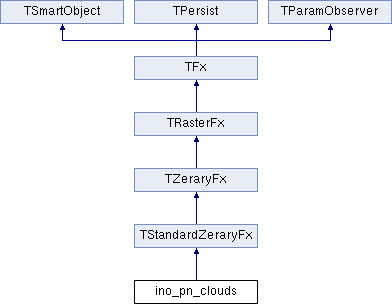 TSmartObject TPersist TParamObserver
TFx
TRasterFx
TZeraryFx
TStandardZeraryFx
ino_pn_clouds